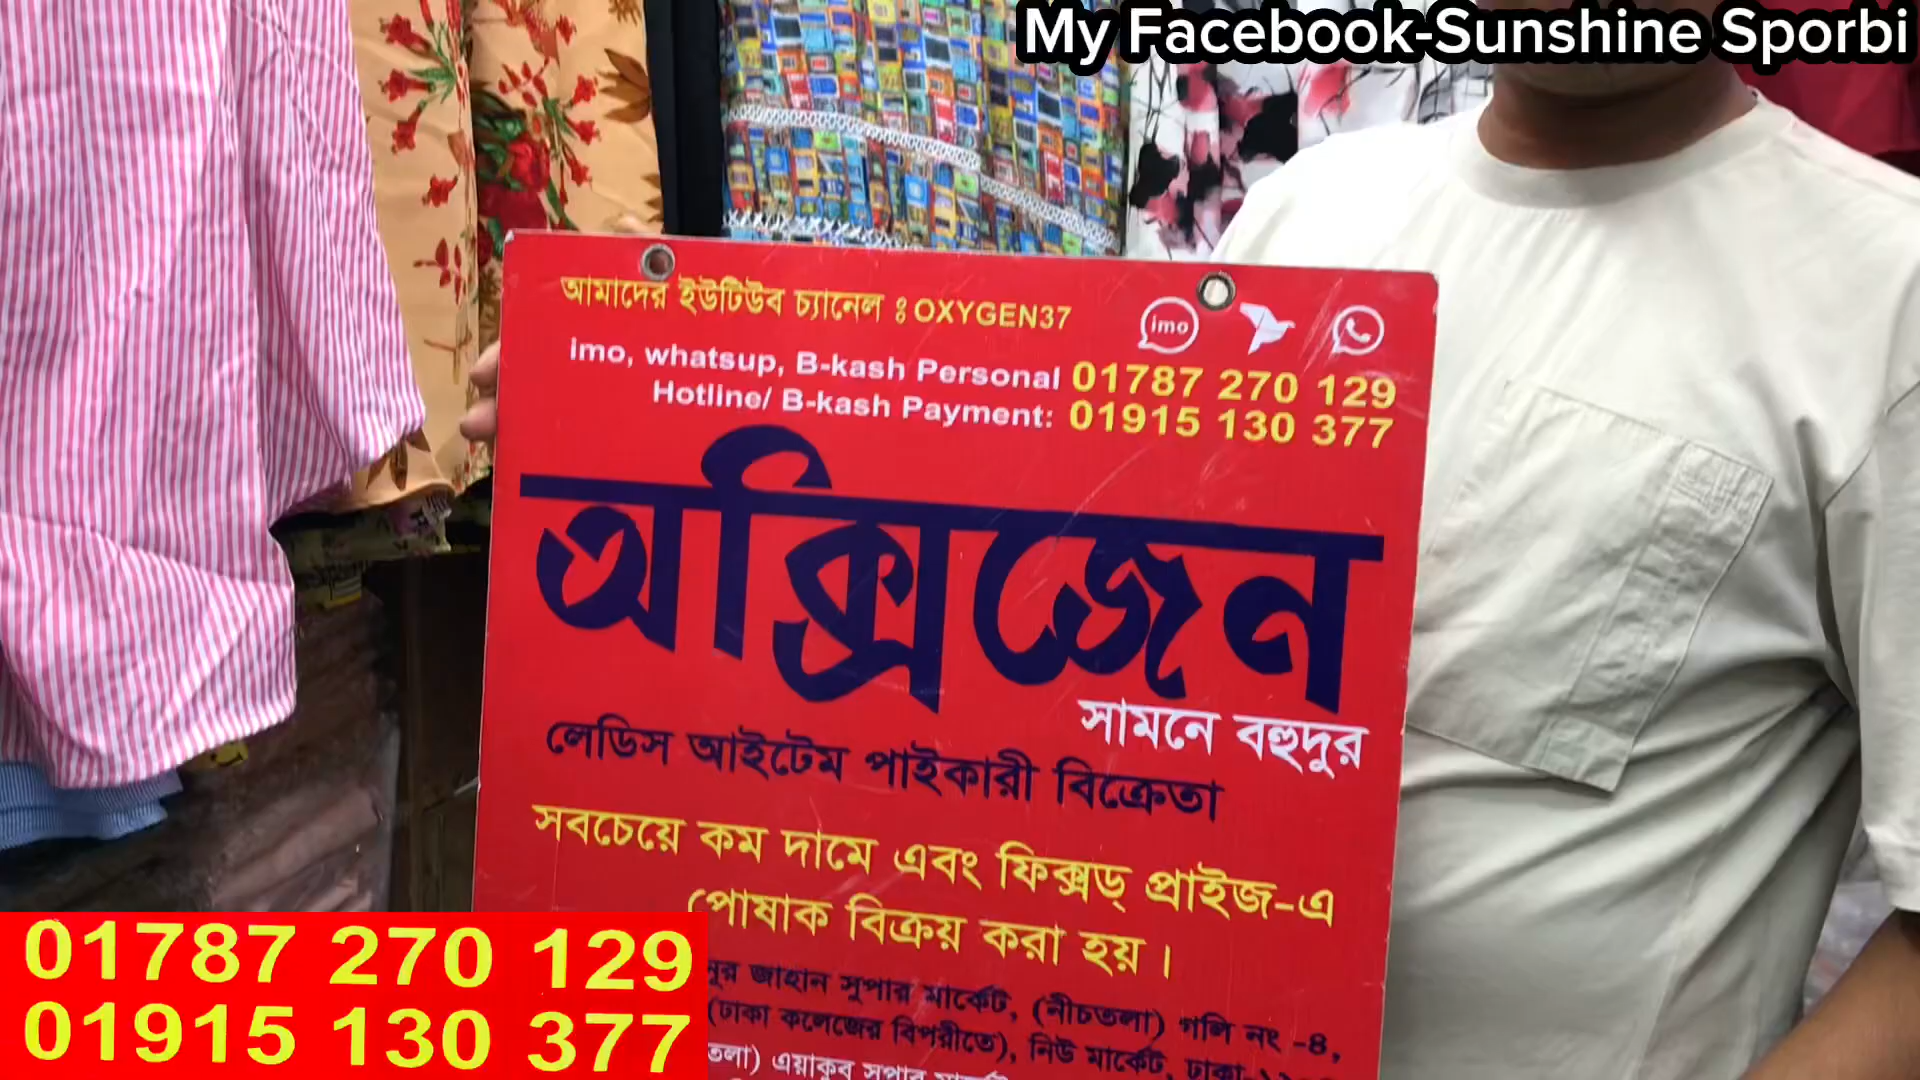 My Facebook-Sunshine Sporbi
আমাদের ইউটিউব চ্যানেল ঃ OXYGEN37
imo
imo, whatsup, B-kash Personal 01787 270 129
Hotline/ B-kash Payment: 01915 130 377
অক্সিজেন
সামনে বহুদুর
লেডিস আইটেম পাইকারী বিক্রেতা
সবচেয়ে কম দামে এবং ফিক্সড্ প্রাইজ-এ
পোষাক বিক্রয় করা হয়।
জাহান সুপার মার্কেট, (নীচতলা) গলি নং -৪,
(ঢাকা কলেজের বিপরীতে), নিউ মার্কেট, ঢাকা-
এয়াকুব সুপার
01787 270 129
01915 130 377